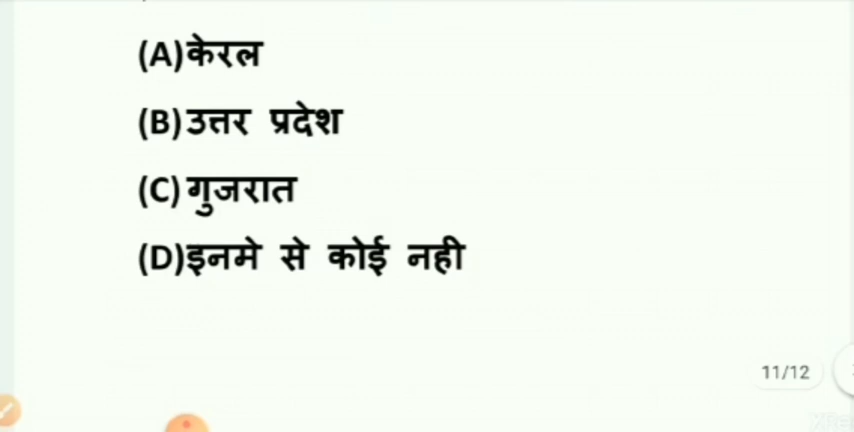 (A)केरल
(B)उत्तर प्रदेश
(C)गुजरात
(D)इनमे से कोई नही
11/12